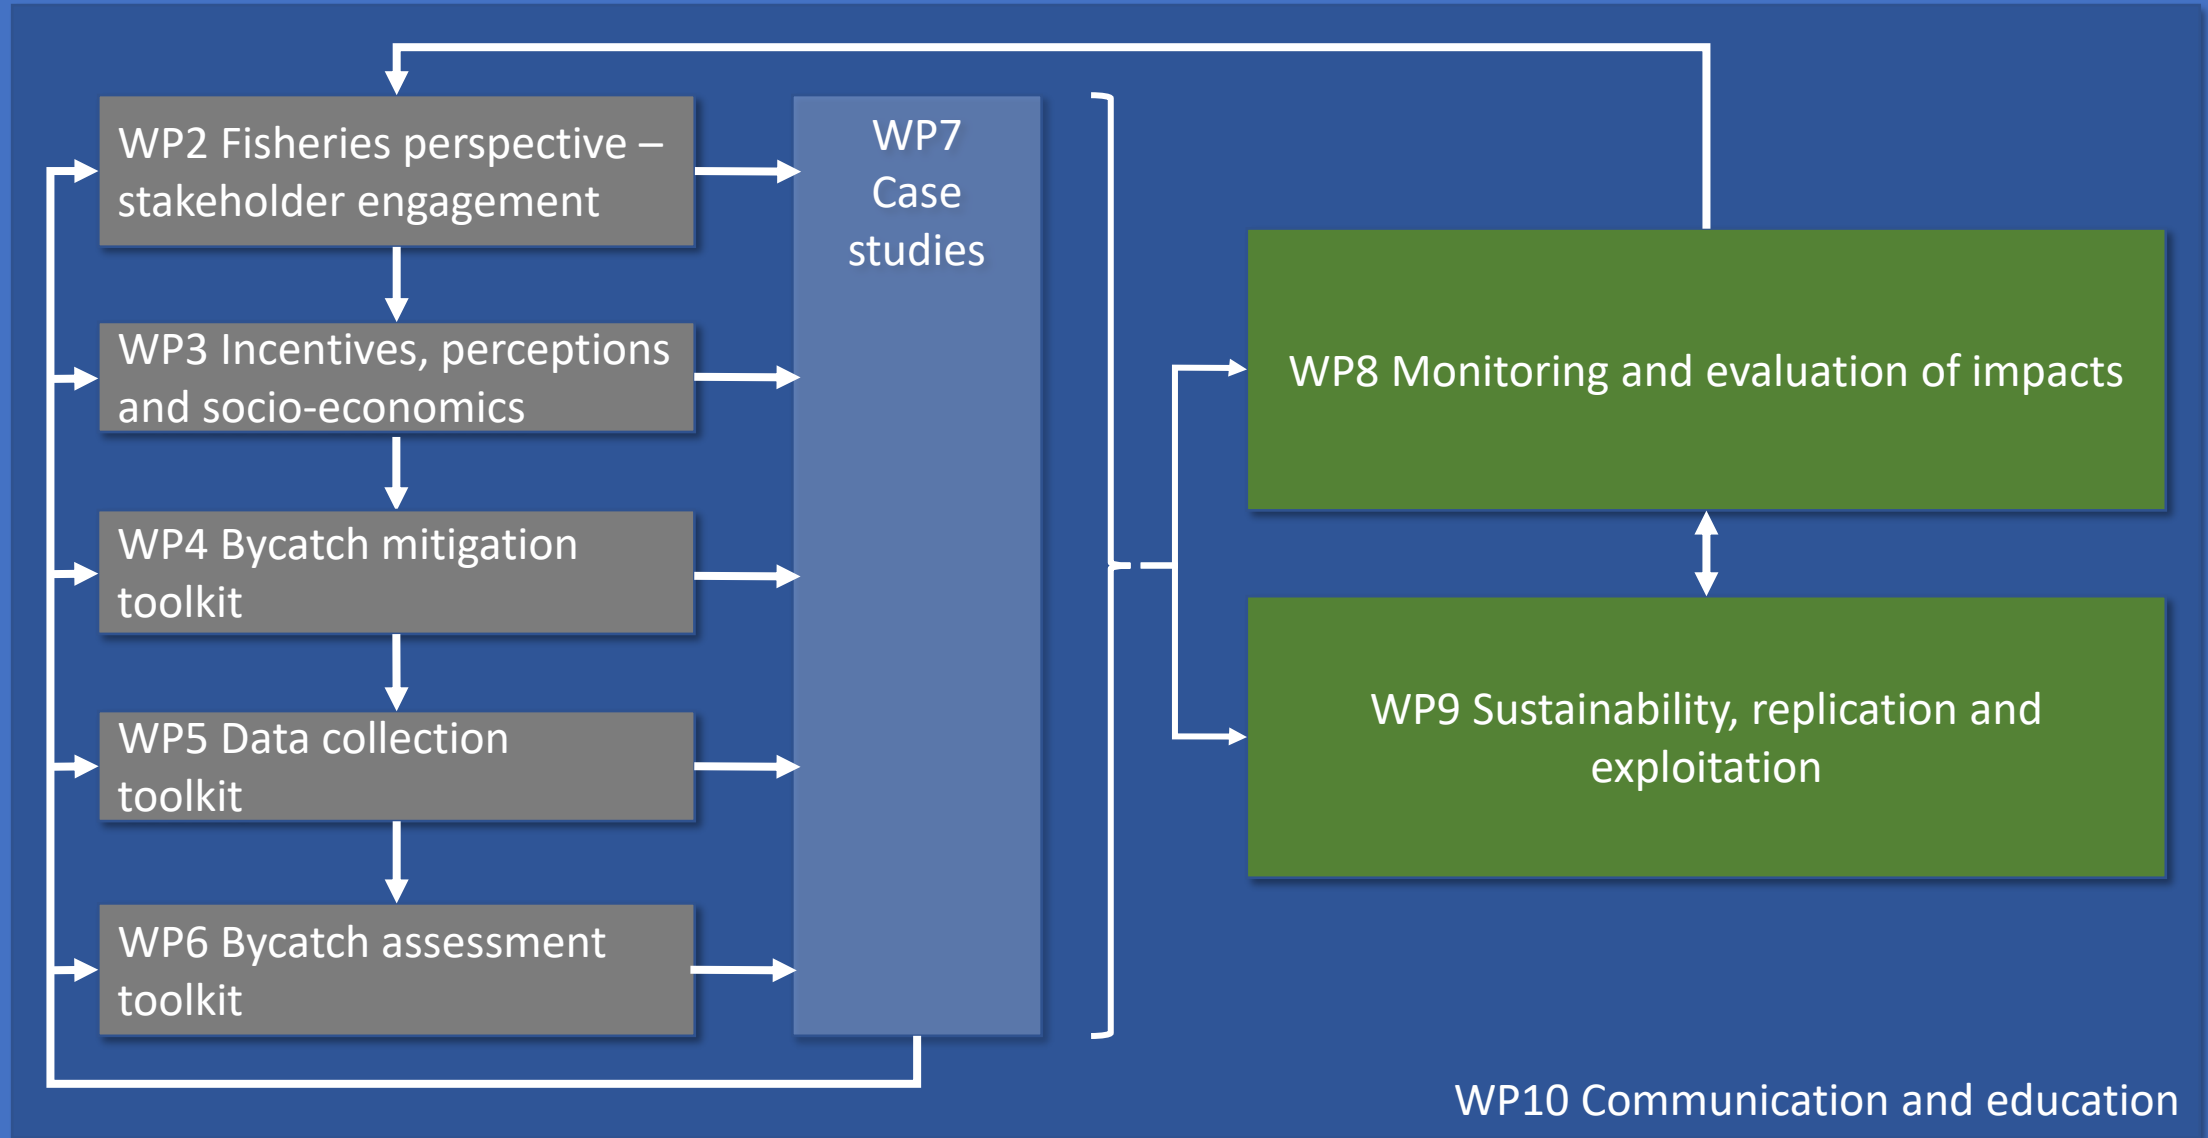 WP2 Fisheries perspective –
stakeholder engagement
WP3 Incentives, perceptions
and socio-economics
WP4 Bycatch mitigation
toolkit
WP5 Data collection
toolkit
WP6 Bycatch assessment
toolkit
WP7
Case
studies
WP8 Monitoring and evaluation of impacts
WP9 Sustainability, replication and
exploitation
WP10 Communication and education